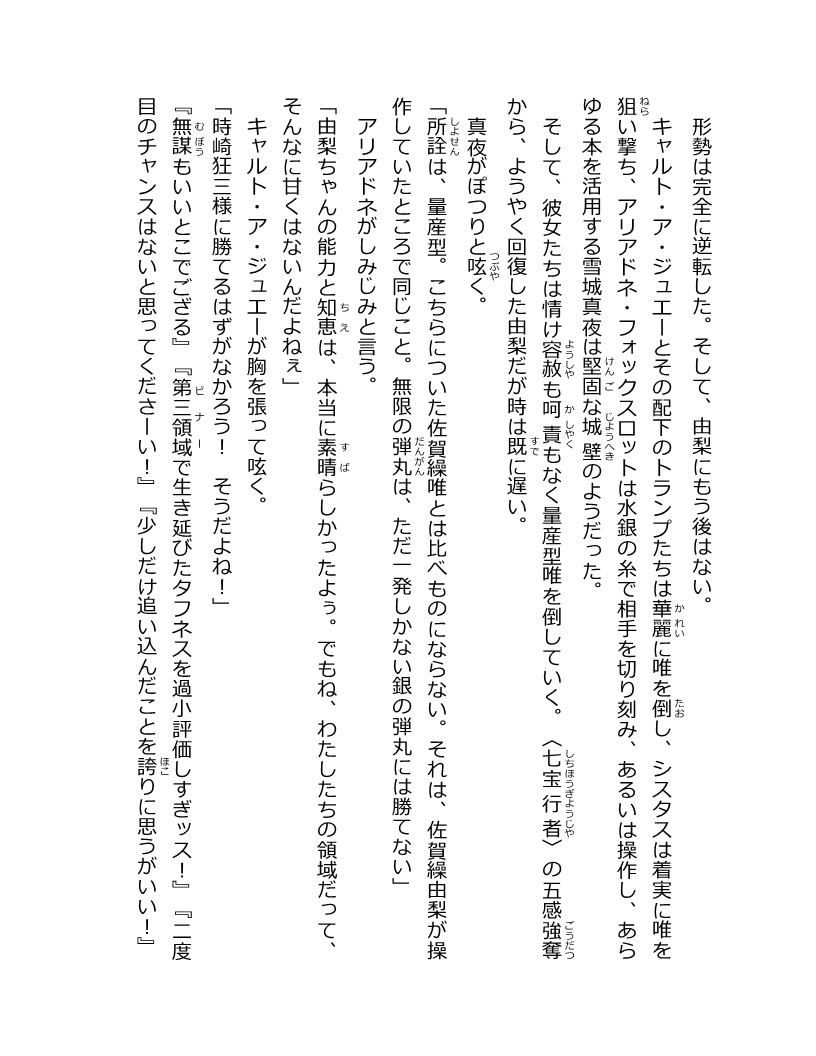 形勢は完全に逆転した。そして、由梨にもう後はない。
キャルト・ア・ジュエーとその配下のトランプたちは華麗に唯を倒し、シスタスは着実に唯を
狙い撃ち、アリアドネ・フォックスロットは水銀の糸で相手を切り刻み、あるいは操作し、あら
ゆる本を活用する雪城真夜は堅固な城壁のようだった。
そして、彼女たちは情け容赦も呵責もなく量産型唯を倒していく。〈七宝行者〉の五感強奪
から、ようやく回復した由梨だが時は既に遅い。
真夜がぽつりと呟く。
「所詮は、量産型。こちらについた佐賀繰唯とは比べものにならない。それは、佐賀繰由梨が操
作していたところで同じこと。無限の弾丸は、ただ一発しかない銀の弾丸には勝てない」
アリアドネがしみじみと言う。
「由梨ちゃんの能力と知恵は、本当に素晴らしかったよぅ。でもね、わたしたちの領域だって、
そんなに甘くはないんだよねぇ」
キャルト・ア・ジュエーが胸を張って呟く。
「時崎狂三様に勝てるはずがなかろう！　そうだよね！」
『無謀もいいとこでござる』『第三領域で生き延びたタフネスを過小評価しすぎッス！』『二度
目のチャンスはないと思ってくださーい！』『少しだけ追い込んだことを誇りに思うがいい！』